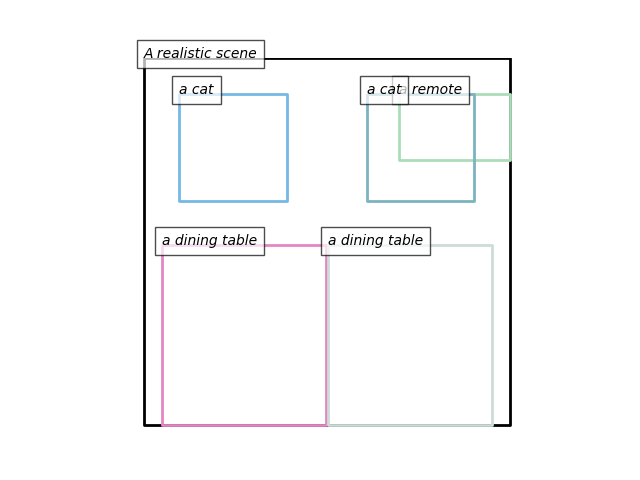 A realistic scene
a cat
a cat
a remote
a dining table
a dining table